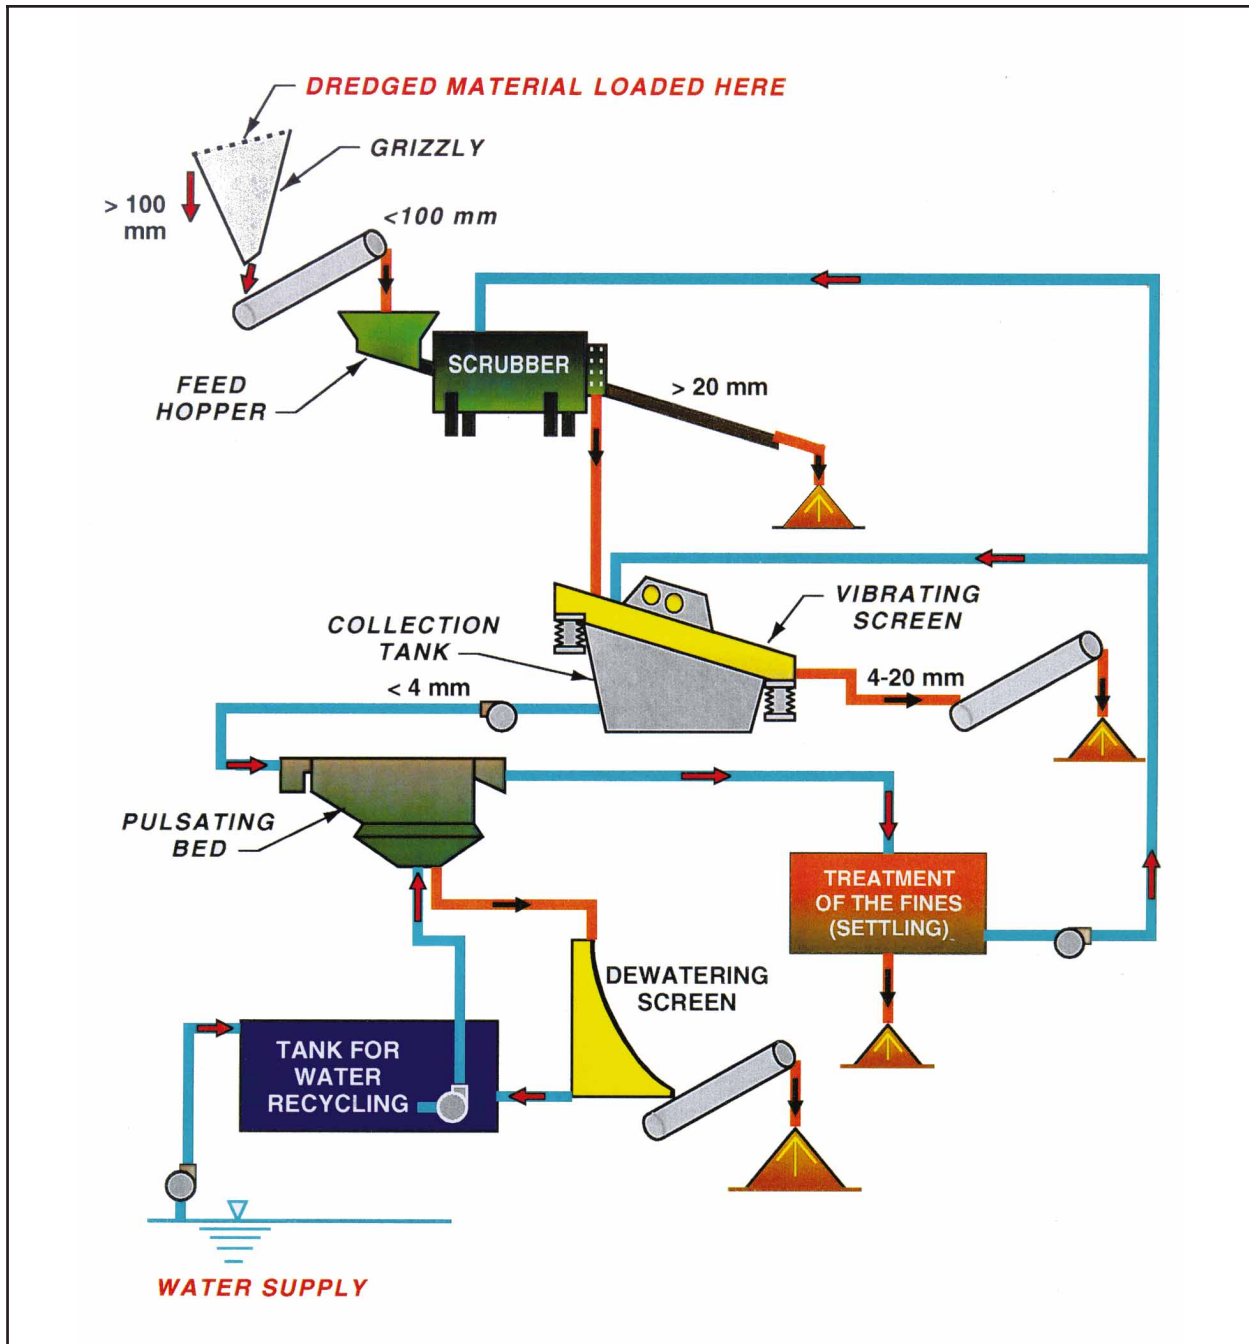 DREDGED MATERIAL LOADED HERE
GRIZZLY
> 100
mm
<100 mm
FEED
HOPPER
SCRUBBER
> 20 mm
VIBRATING
SCREEN
COLLECTION
TANK
< 4 mm
4-20 mm
PULSATING
BED
TREATMENT
OF THE FINES
(SETTLING)
DEWATERING
SCREEN
TANK FOR
WATER
RECYCLING
WATER SUPPLY